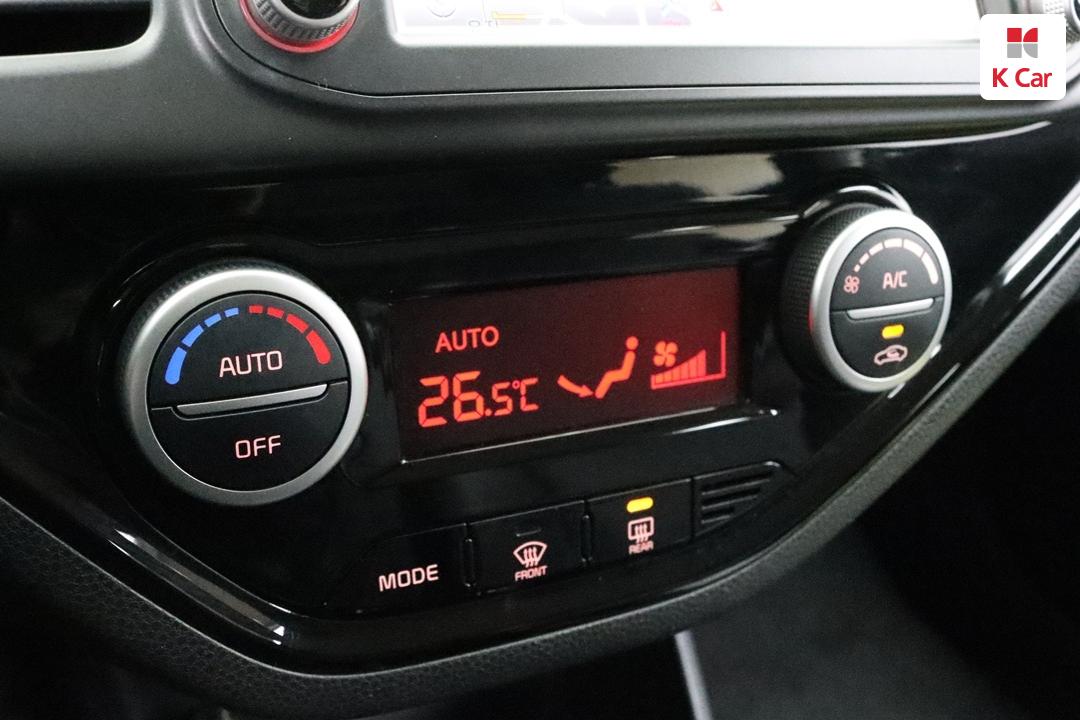 K Car
A/C
AUTO
AUTO
26.5°C
OFF
MODE
FRONT
REAR